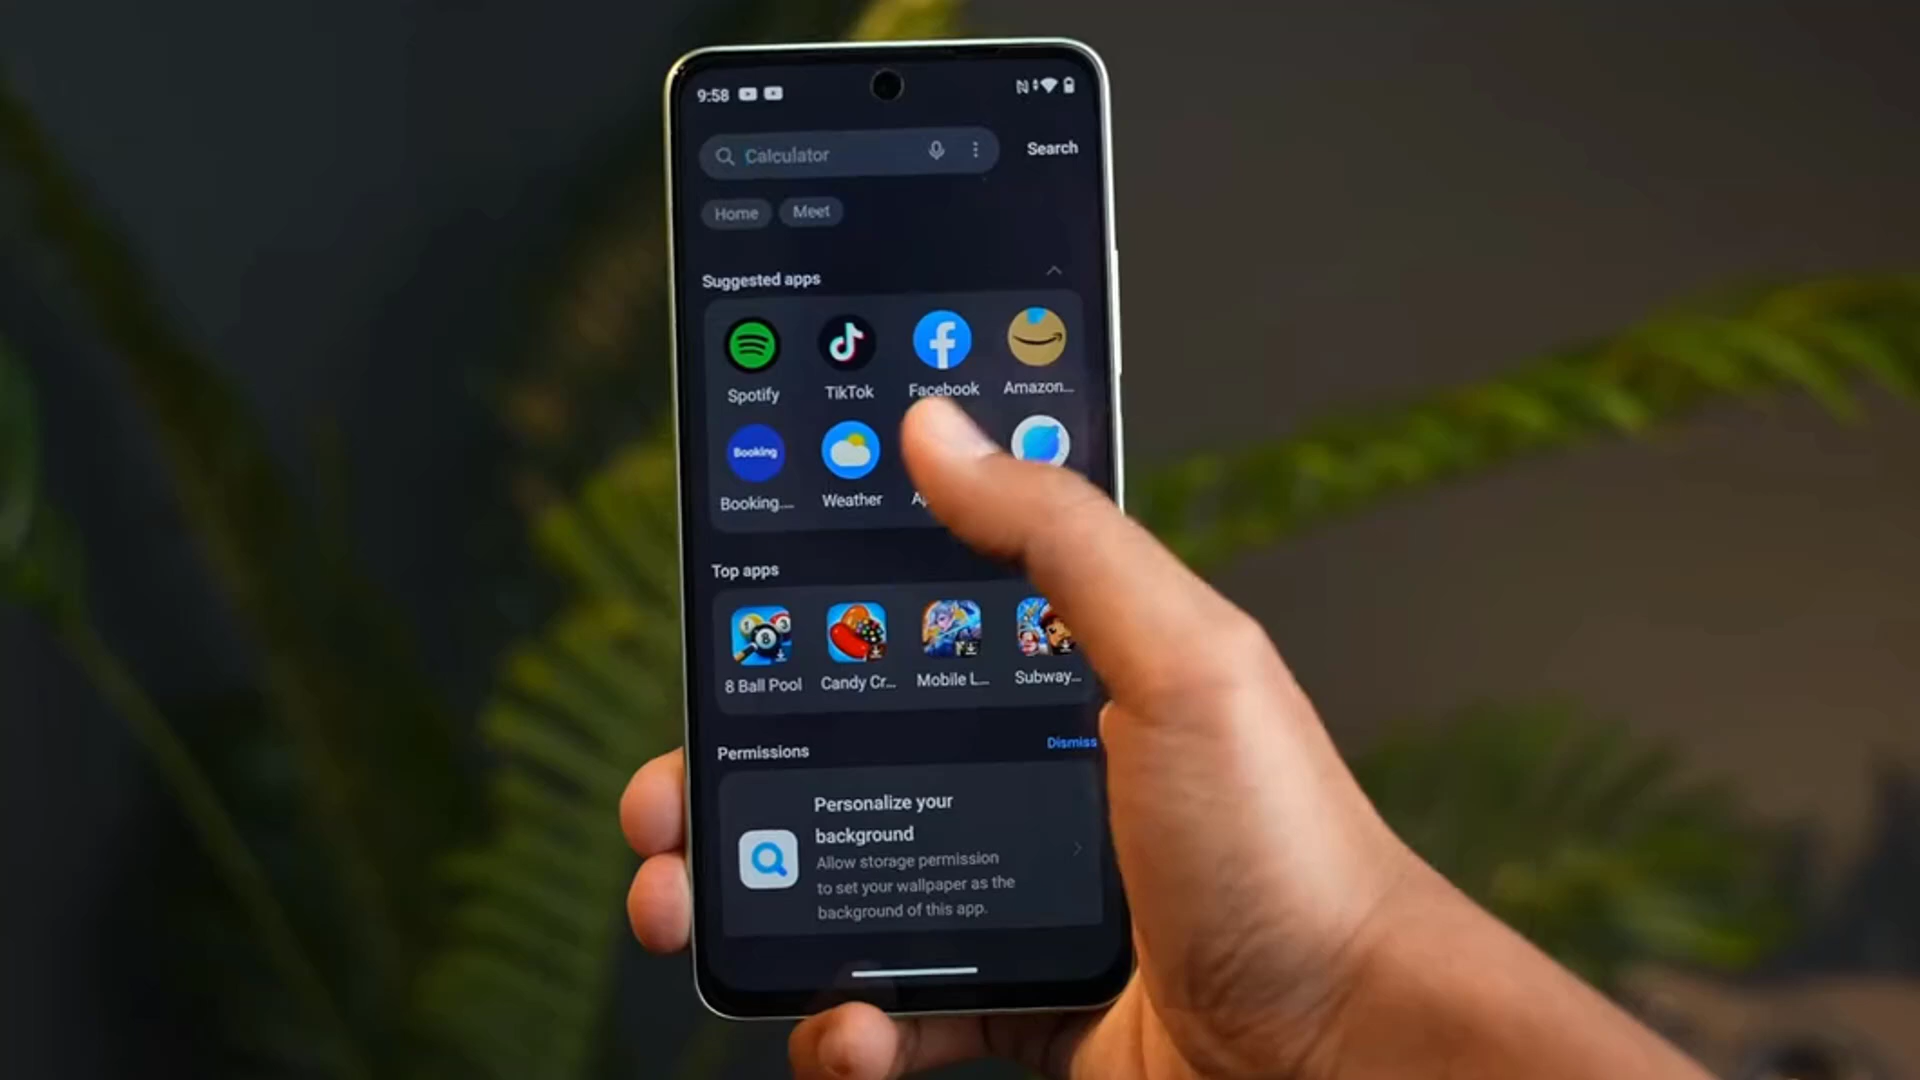 9:58
Calculator
Search
Home Meet
Suggested apps
Spotify TikTok Facebook Amazon...
Booking
Booking.... Weather
Top apps
8 Ball Pool Candy Cr... Mobile L... Subway...
Permissions Dismiss
Personalize your
background
Allow storage permission
to set your wallpaper as the
background of this app.